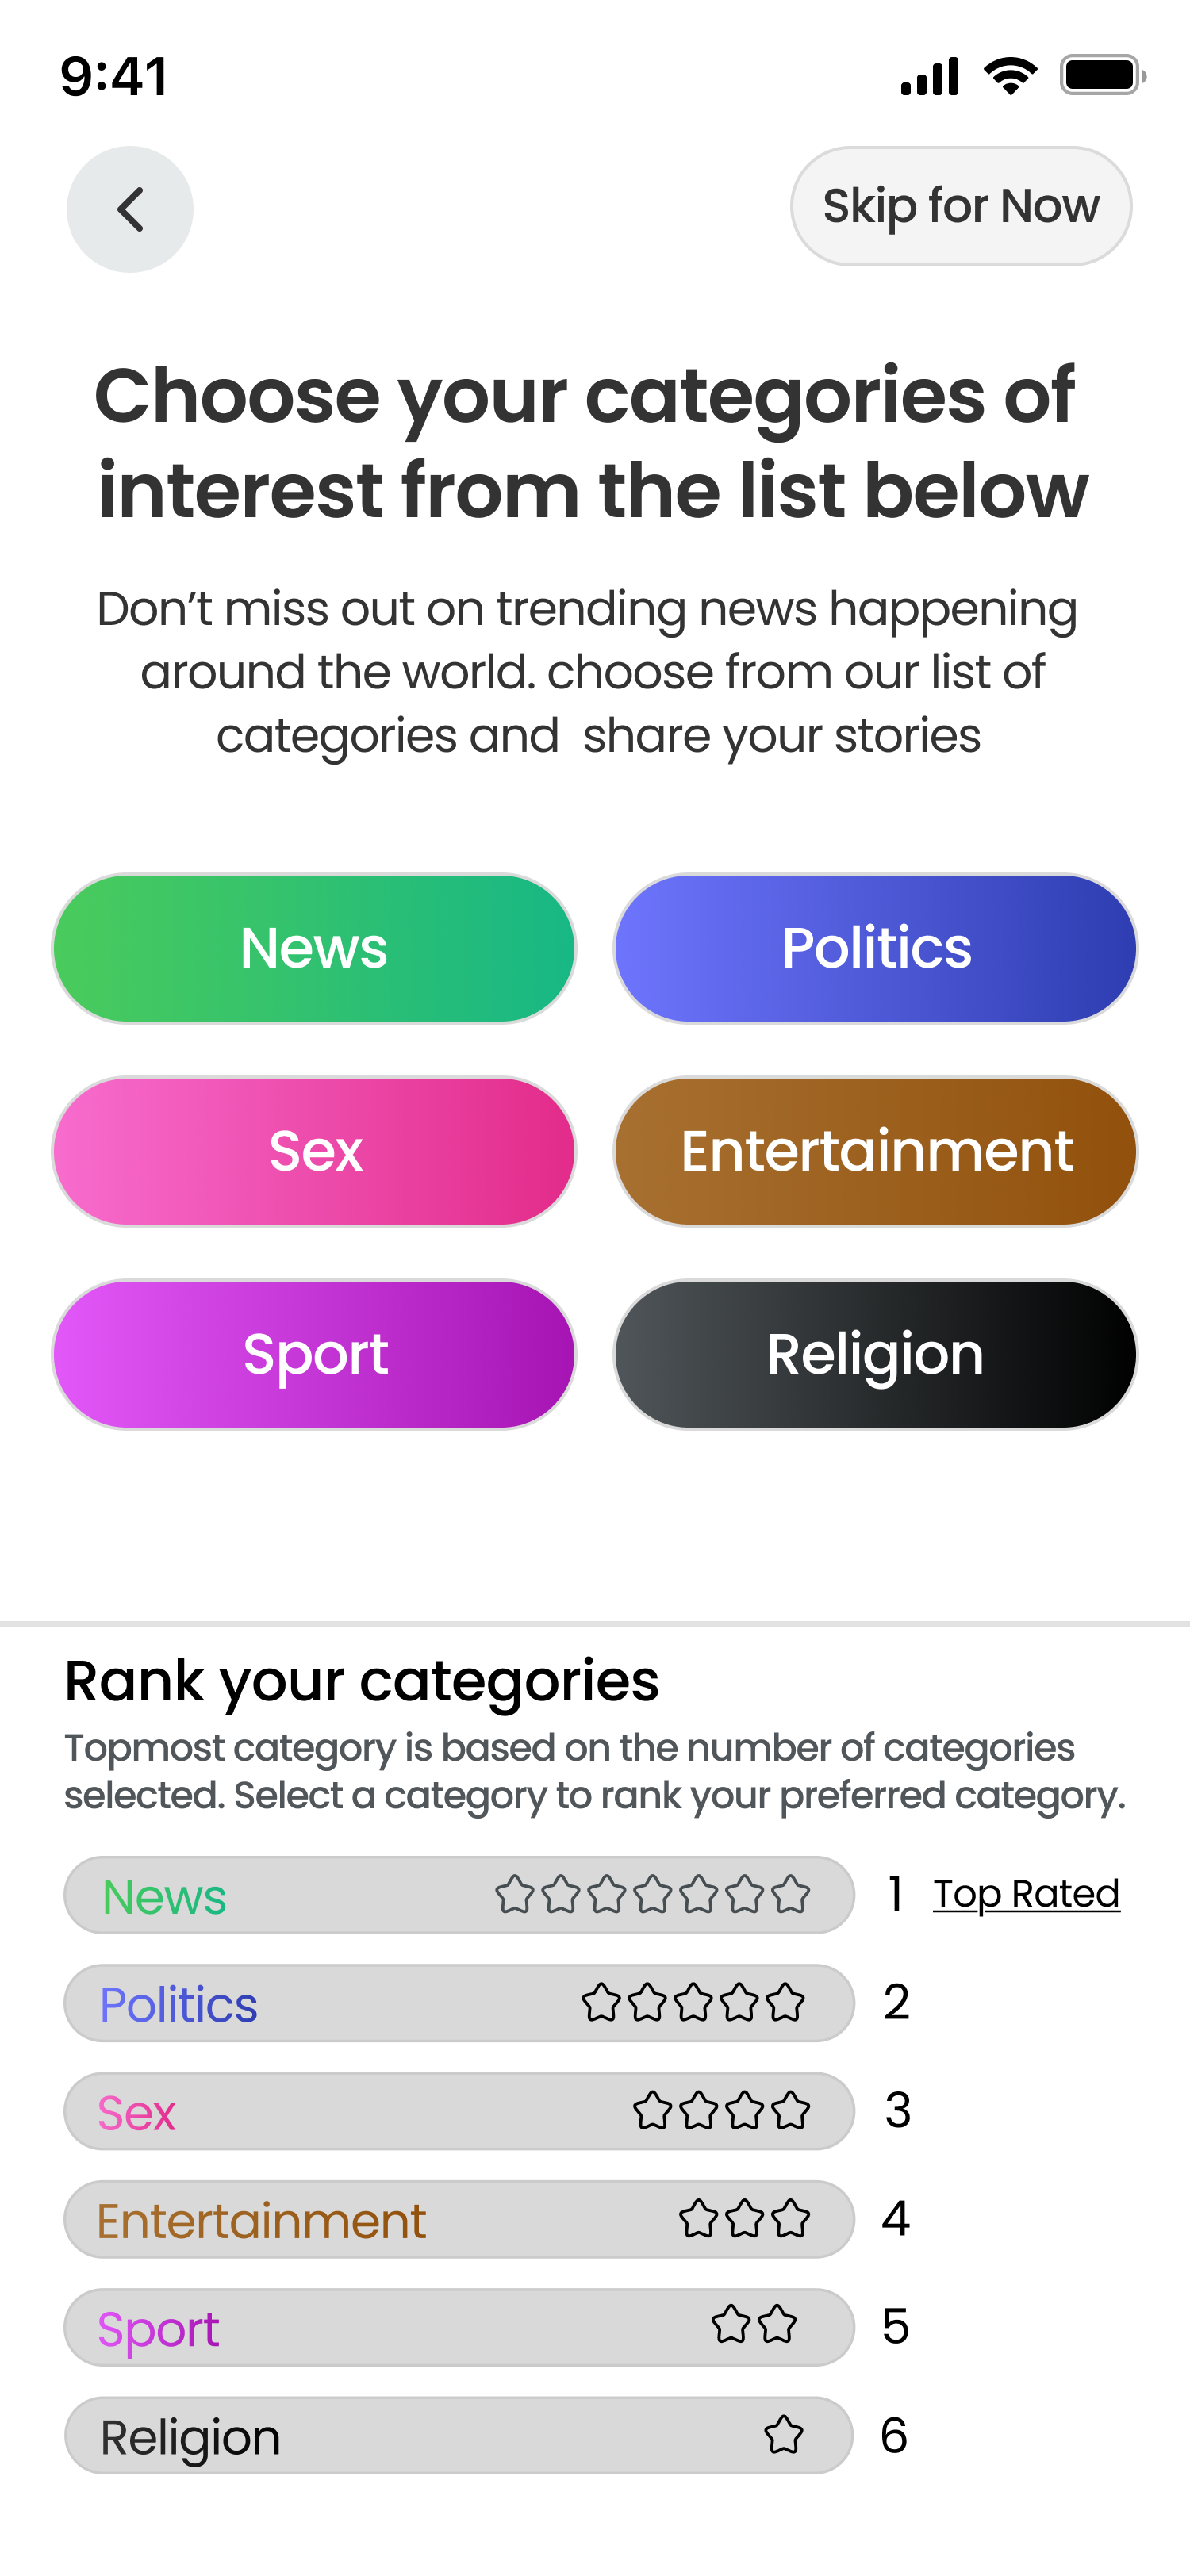 9:41
Skip for Now
Choose your categories of
interest from the list below
Don’t miss out on trending news happening
around the world. choose from our list of
categories and  share your stories
News
Politics
Sex
Entertainment
Sport
Religion
Rank your categories
Topmost category is based on the number of categories
selected. Select a category to rank your preferred category.
News 1 Top Rated
Politics 2
Sex 3
Entertainment 4
Sport 5
Religion 6